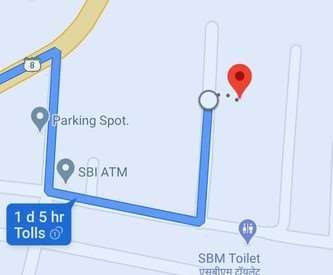 8
Parking Spot.
SBI ATM
1 d 5 hr
Tolls
SBM Toilet
एसबीएम टॉयलेट